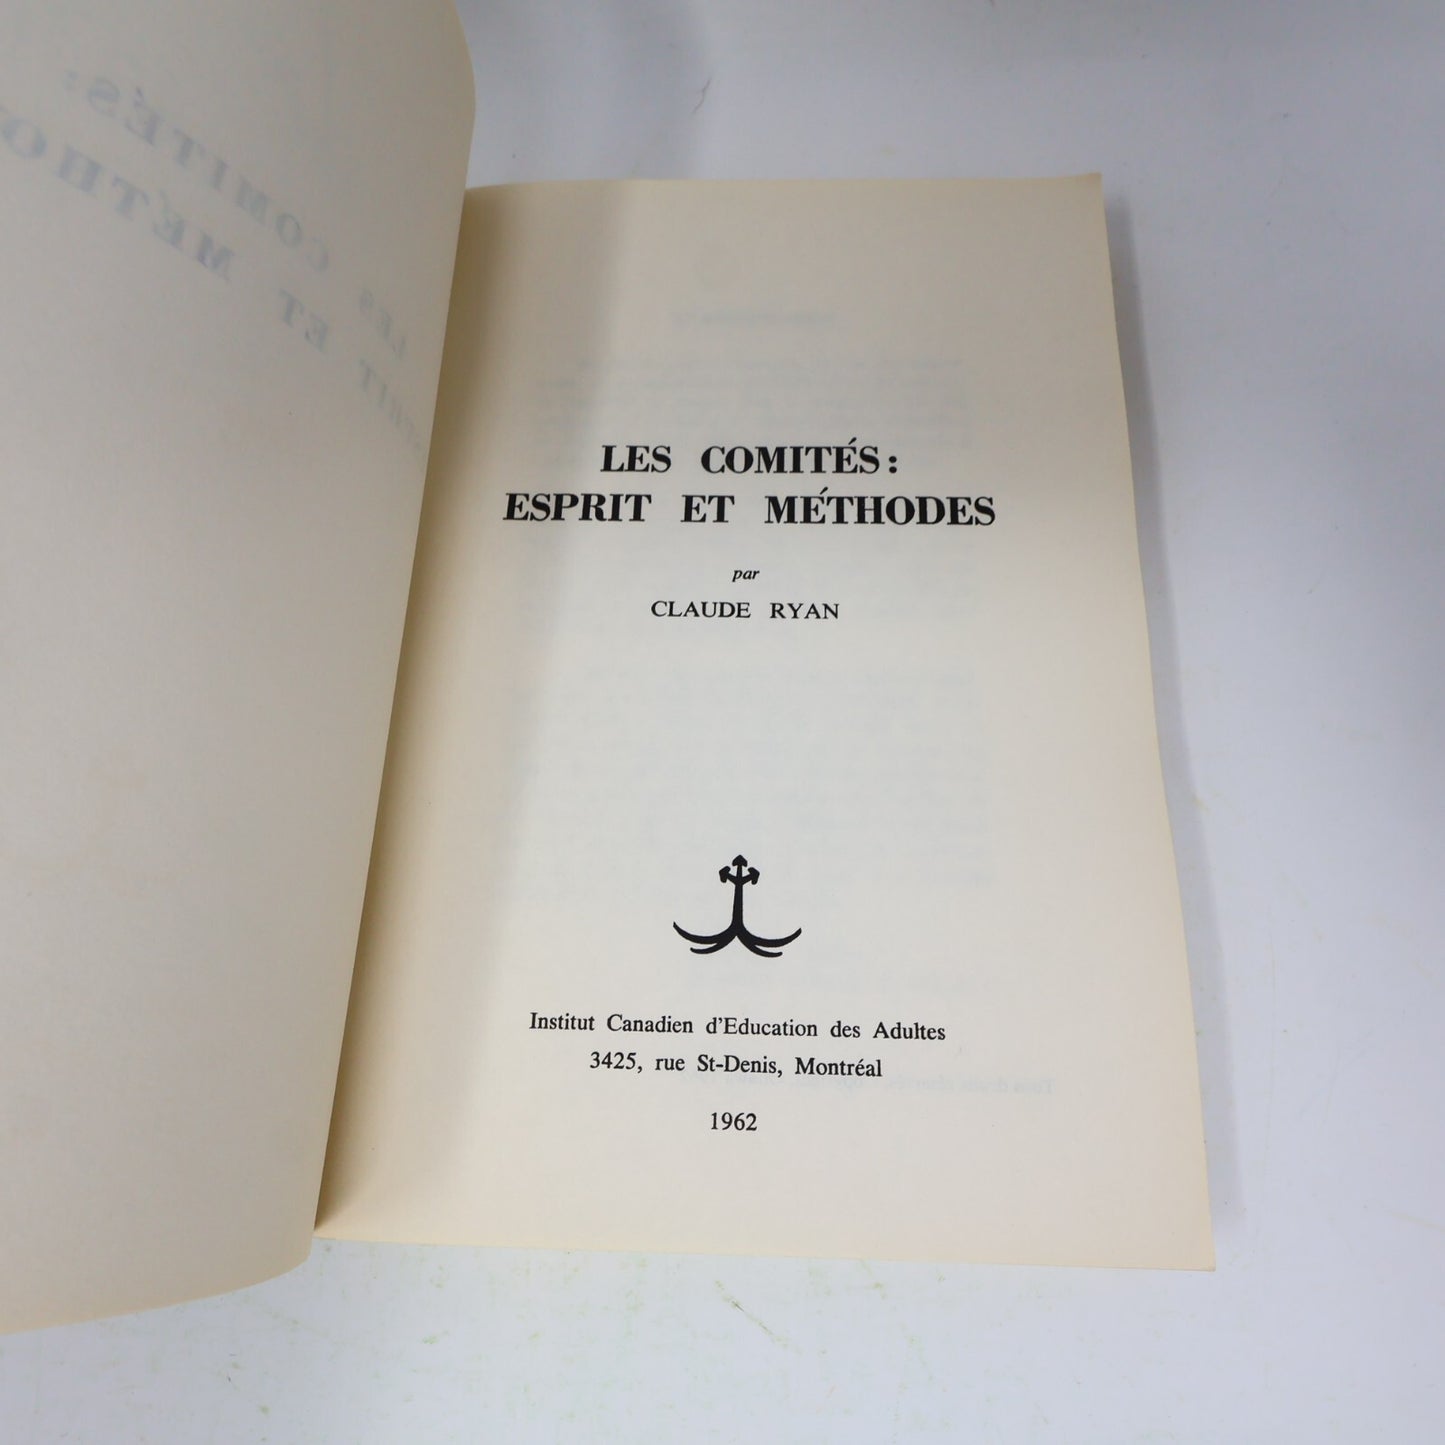 LES COMITÉS :
ESPRIT ET MÉTHODES
par
CLAUDE RYAN
Institut Canadien d'Education des Adultes
3425, rue St-Denis, Montréal
1962